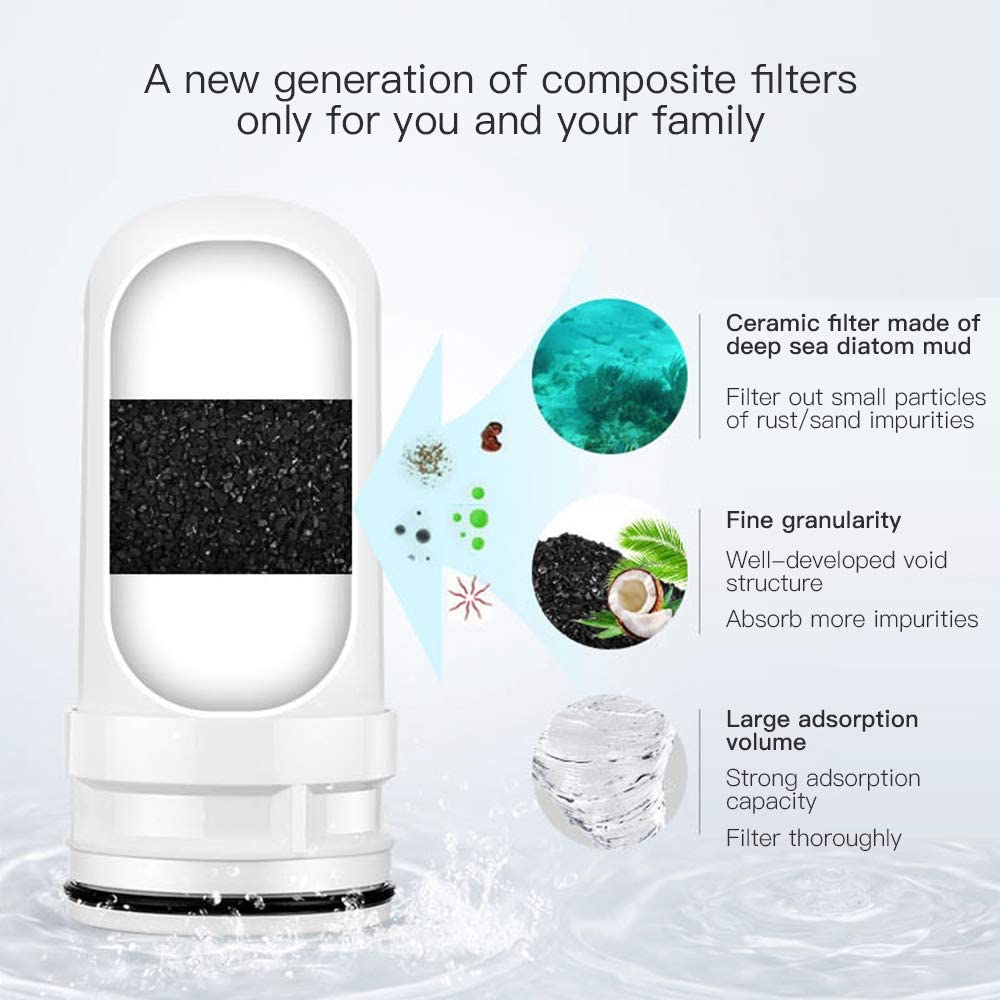 A new generation of composite filters
only for you and your family
Ceramic filter made of
deep sea diatom mud
Filter out small particles
of rust/sand impurities
Fine granularity
Well-developed void
structure
Absorb more impurities
Large adsorption
volume
Strong adsorption
capacity
Filter thoroughly